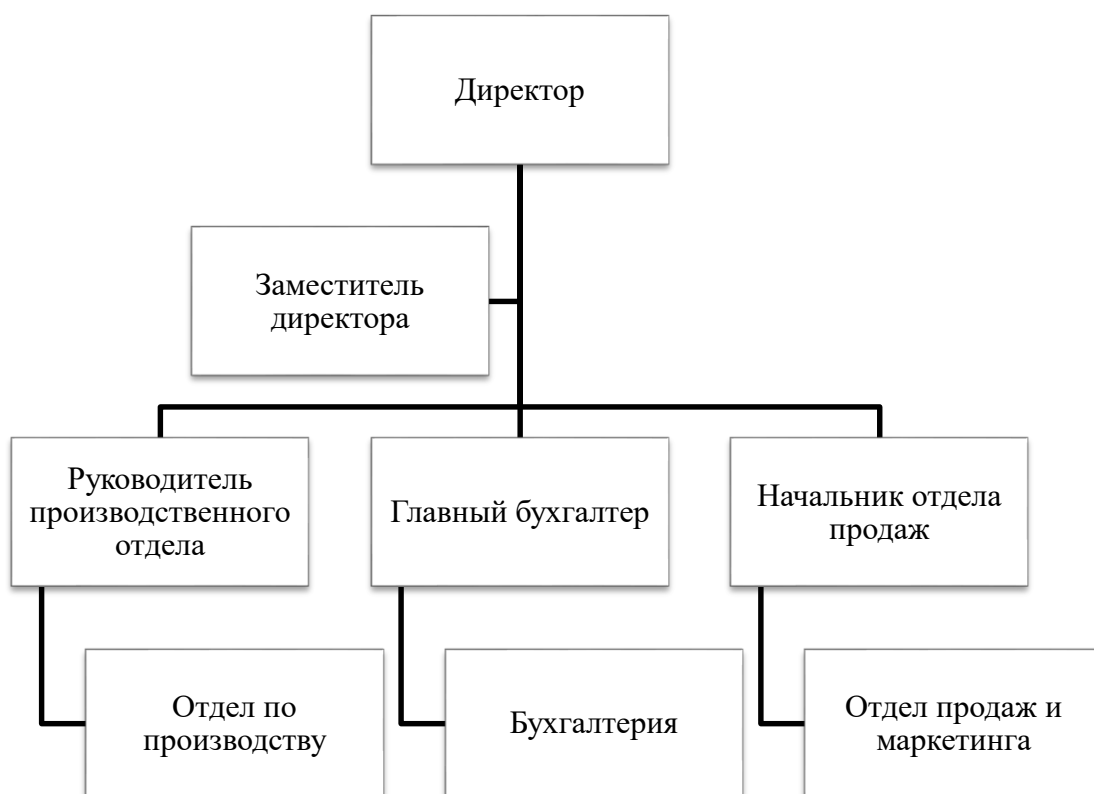 Директор
Заместитель
директора
Руководитель
производственного
отдела
Главный бухгалтер
Начальник отдела
продаж
Отдел по
производству
Бухгалтерия
Отдел продаж и
маркетинга